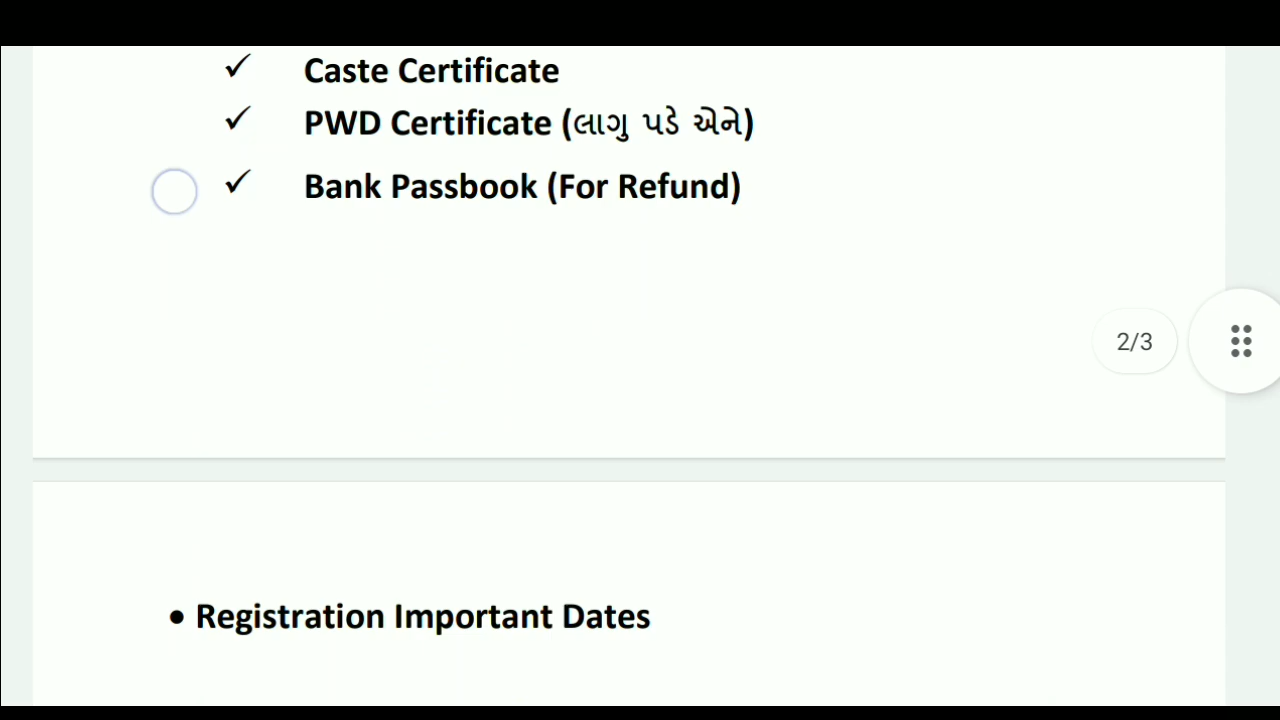 ✓ Caste Certificate
✓ PWD Certificate (લાગુ પડે એને)
✓ Bank Passbook (For Refund)
2/3
• Registration Important Dates